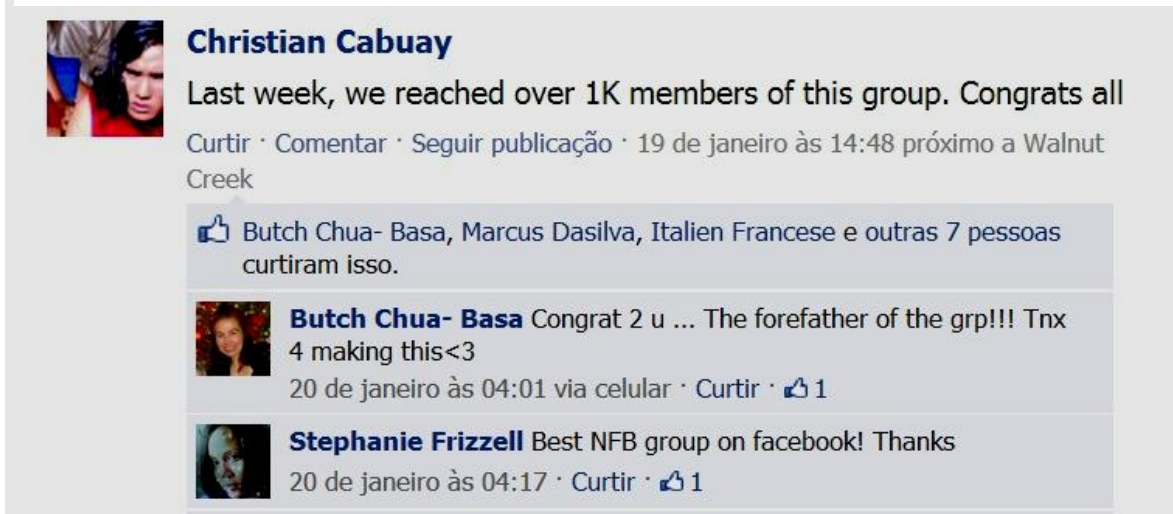 Christian Cabuay
Last week, we reached over 1K members of this group. Congrats all
Curtir · Comentar · Seguir publicação · 19 de janeiro às 14:48 próximo a Walnut
Creek
Butch Chua- Basa, Marcus Dasilva, Italien Francese e outras 7 pessoas
curtiram isso.
Butch Chua- Basa Congrat 2 u ... The forefather of the grp!!! Tnx
4 making this<3
20 de janeiro às 04:01 via celular · Curtir · 1
Stephanie Frizzell Best NFB group on facebook! Thanks
20 de janeiro às 04:17 · Curtir · 1